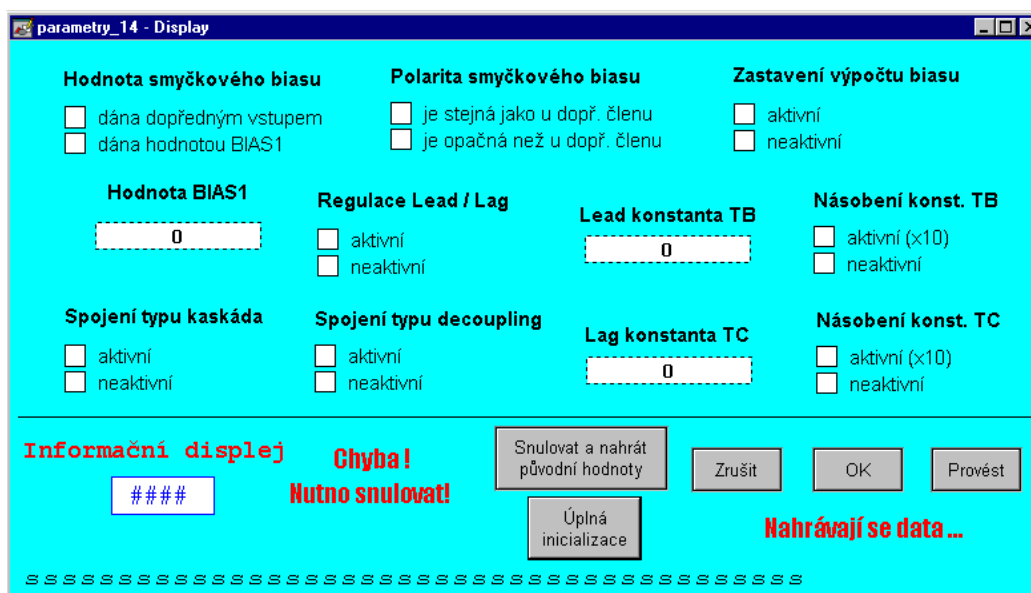 parametry_14 - Display
Hodnota smyčkového biasu
dána dopředným vstupem
dána hodnotou BIAS1
Polarita smyčkového biasu
je stejná jako u dopř. členu
je opačná než u dopř. členu
Zastavení výpočtu biasu
aktivní
neaktivní
Hodnota BIAS1
0
Regulace Lead / Lag
aktivní
neaktivní
Lead konstanta TB
0
Násobení konst. TB
aktivní (x10)
neaktivní
Spojení typu kaskáda
aktivní
neaktivní
Spojení typu decoupling
aktivní
neaktivní
Lag konstanta TC
0
Násobení konst. TC
aktivní (x10)
neaktivní
Informační displej
####
Chyba !
Nutno snulovat!
Snulovat a nahrát
původní hodnoty
Úplná
inicializace
Zrušit
OK
Provést
Nahrávají se data ...